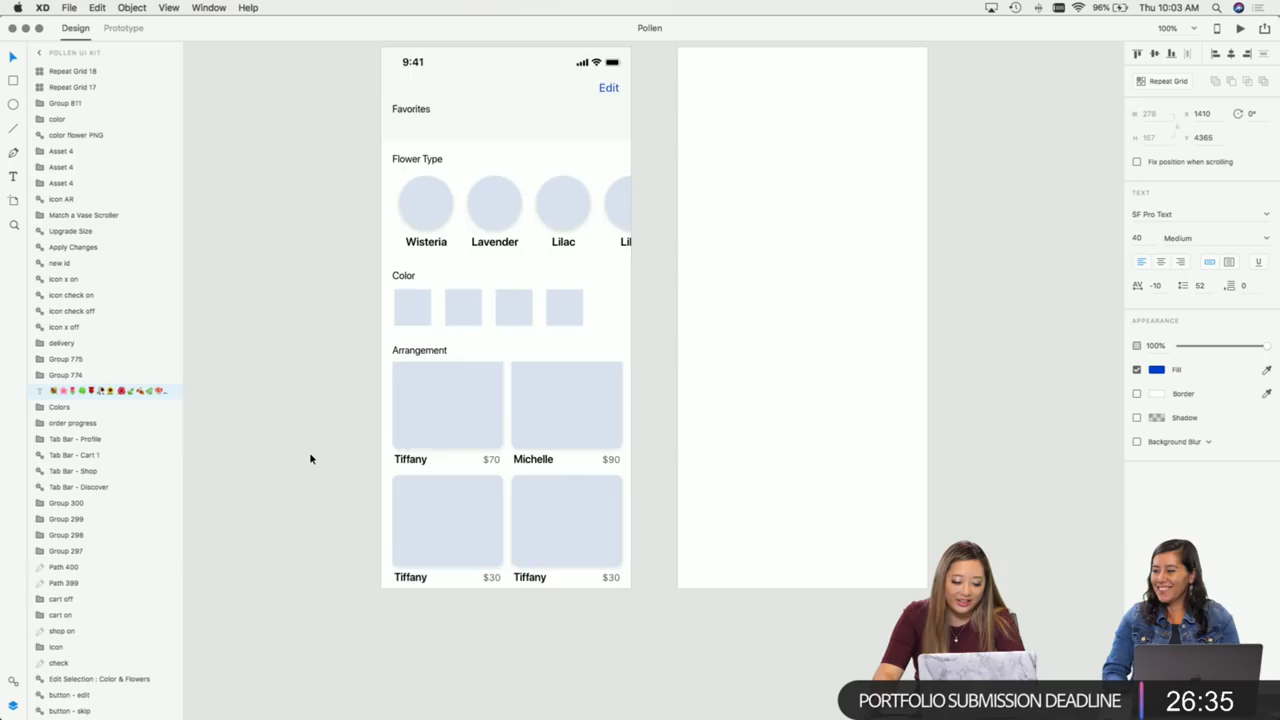 XD File Edit Object View Window Help
96% Thu 10:03 AM
Design Prototype
Pollen
100%
POLLEN UI KIT
Repeat Grid 18
Repeat Grid 17
Group 811
color
color flower PNG
Asset 4
Asset 4
Asset 4
icon AR
Match a Vase Scroller
Upgrade Size
Apply Changes
new id
icon x on
icon check on
icon check off
icon x off
delivery
Group 775
Group 774
Colors
order progress
Tab Bar - Profile
Tab Bar - Cart 1
Tab Bar - Shop
Tab Bar - Discover
Group 300
Group 299
Group 298
Group 297
Path 400
Path 399
cart off
cart on
shop on
icon
check
Edit Selection : Color & Flowers
button - edit
button - skip
9:41
Edit
Favorites
Flower Type
Wisteria Lavender Lilac Lil
Color
Arrangement
Tiffany $70 Michelle $90
Tiffany $30 Tiffany $30
Repeat Grid
W 278 X 1410 0°
H 157 Y 4365
Fix position when scrolling
TEXT
SF Pro Text
40 Medium
AV -10 52 0
APPEARANCE
100%
Fill
Border
Shadow
Background Blur
PORTFOLIO SUBMISSION DEADLINE 26:35